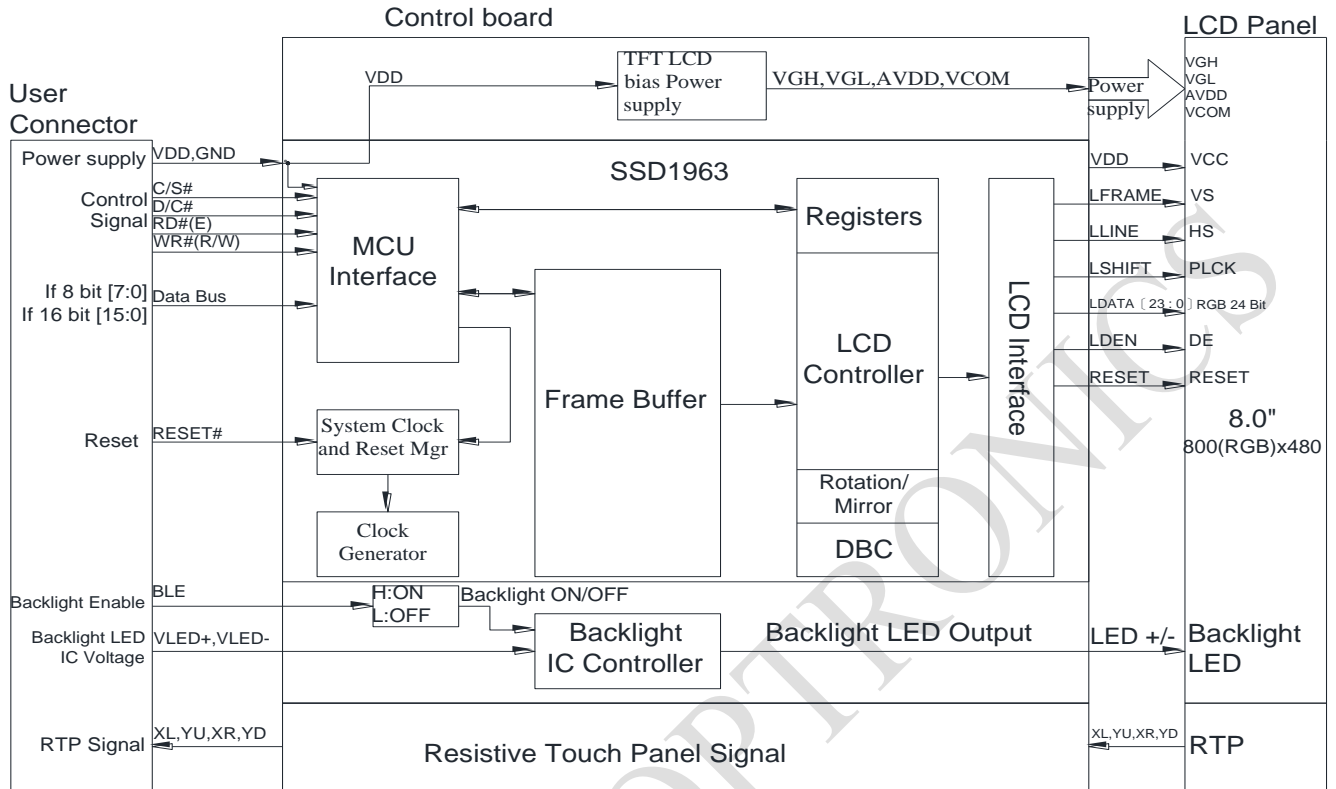 Control board
LCD Panel
User
Connector
VDD
TFT LCD
bias Power
supply
VGH,VGL,AVDD,VCOM
Power
supply
VGH
VGL
AVDD
VCOM
Power supply
VDD,GND
SSD1963
VDD
VCC
Control
Signal
C/S#
D/C#
RD#(E)
WR#(R/W)
MCU
Interface
Registers
LCD Interface
LFRAME
VS
LLINE
HS
LSHIFT
PLCK
If 8 bit [7:0]
If 16 bit [15:0]
Data Bus
LDATA〔23:0〕RGB 24 Bit
LCD
Controller
LDEN
DE
Frame Buffer
RESET
RESET
8.0"
800(RGB)x480
Reset
RESET#
System Clock
and Reset Mgr
Rotation/
Mirror
Clock
Generator
DBC
Backlight Enable
BLE
H:ON
L:OFF
Backlight ON/OFF
Backlight LED
IC Voltage
VLED+,VLED-
Backlight
IC Controller
Backlight LED Output
LED +/-
Backlight
LED
RTP Signal
XL,YU,XR,YD
Resistive Touch Panel Signal
XL,YU,XR,YD
RTP
OPTRONICS